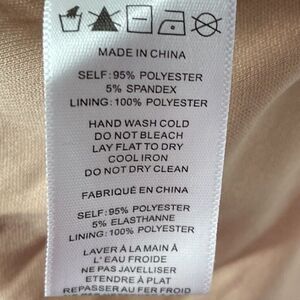 MADE IN CHINA
SELF: 95% POLYESTER
5% SPANDEX
LINING: 100% POLYESTER
HAND WASH COLD
DO NOT BLEACH
LAY FLAT TO DRY
COOL IRON
DO NOT DRY CLEAN
FABRIQUÉ EN CHINA
SELF: 95% POLYESTER
5% ELASTHANNE
LINING: 100% POLYESTER
LAVER À LA MAIN À
L'EAU FROIDE
NE PAS JAVELLISER
ETENDRE À PLAT
REPASSER AU FER FROID